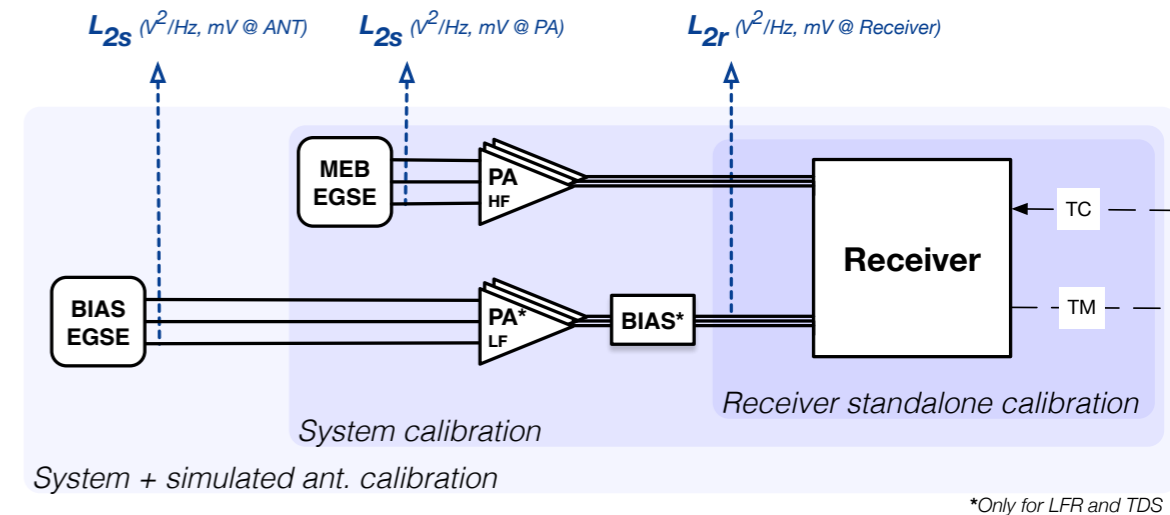 L2s (V²/Hz, mV @ ANT)
L2s (V²/Hz, mV @ PA)
L2r (V²/Hz, mV @ Receiver)
MEB
EGSE
PA
HF
Receiver
TC
BIAS
EGSE
PA*
LF
BIAS*
TM
Receiver standalone calibration
System calibration
System + simulated ant. calibration
*Only for LFR and TDS